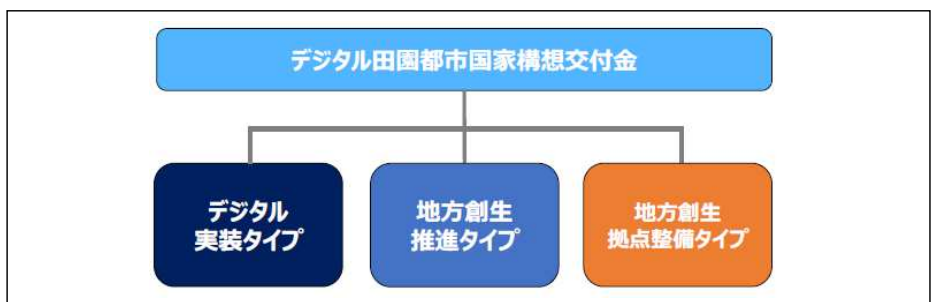 デジタル田園都市国家構想交付金
デジタル
実装タイプ
地方創生
推進タイプ
地方創生
拠点整備タイプ